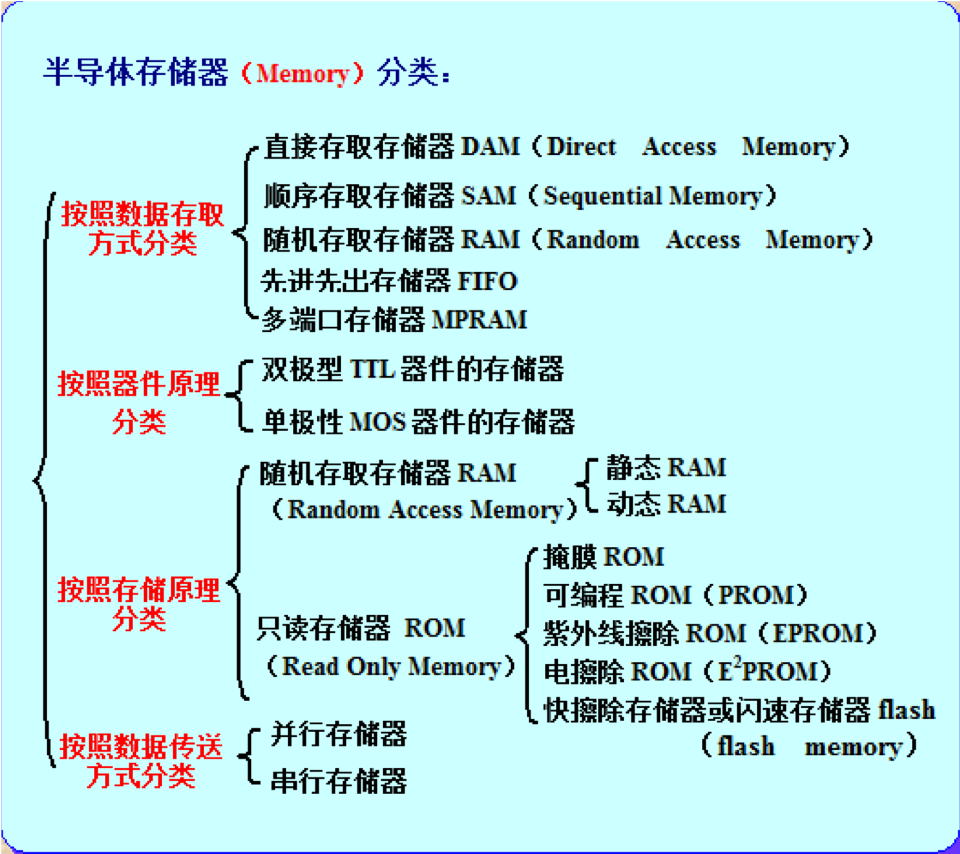 半导体存储器（Memory）分类：
按照数据存取
方式分类
直接存取存储器 DAM（Direct Access Memory）
顺序存取存储器 SAM（Sequential Memory）
随机存取存储器 RAM（Random Access Memory）
先进先出存储器 FIFO
多端口存储器 MPRAM
按照器件原理
分类
双极型 TTL 器件的存储器
单极性 MOS 器件的存储器
按照存储原理
分类
随机存取存储器 RAM
（Random Access Memory）
静态 RAM
动态 RAM
只读存储器 ROM
（Read Only Memory）
掩膜 ROM
可编程 ROM（PROM）
紫外线擦除 ROM（EPROM）
电擦除 ROM（E²PROM）
快擦除存储器或闪速存储器 flash
（flash memory）
按照数据传送
方式分类
并行存储器
串行存储器